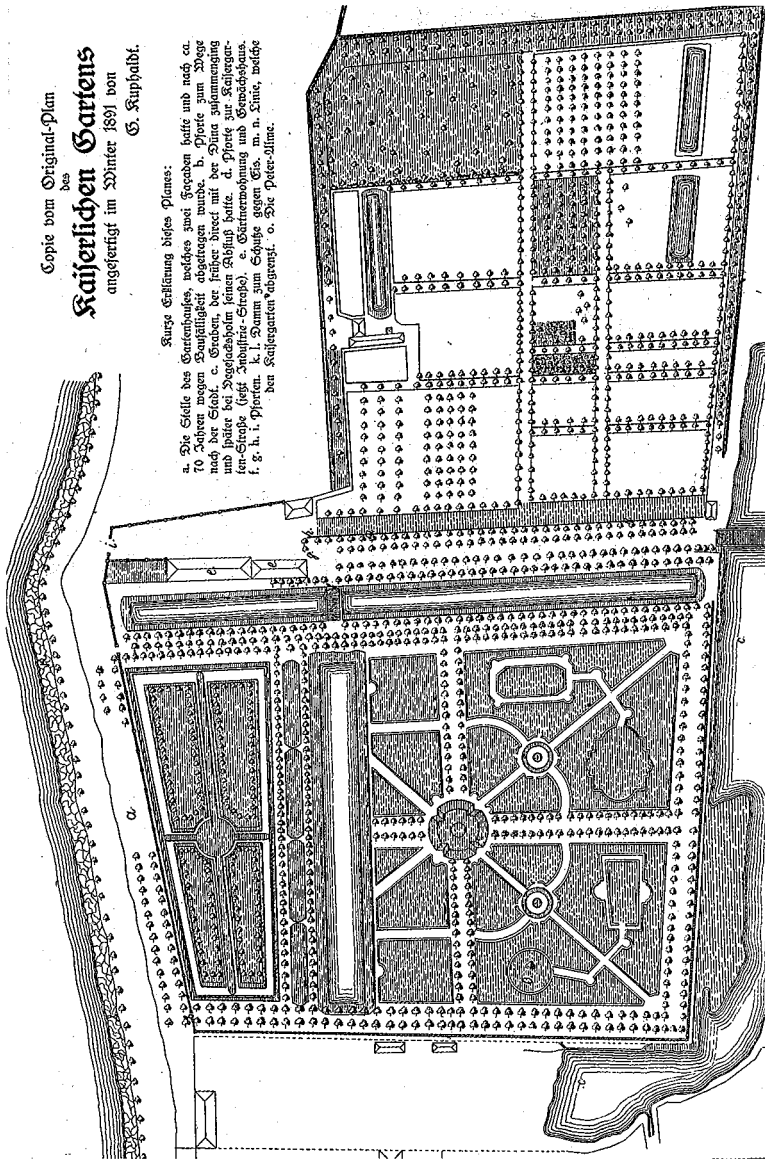 Copie vom Original-Plan
des
Kaiserlichen Gartens
angefertigt im Winter 1891 von
G. Kuphaldt.
Kurze Erklärung dieses Planes:
a. Die Stelle des Gartenhauses, welches zwei Façaden hatte und nach ca.
70 Jahren wegen Baufälligkeit abgetragen wurde. b. Pforte zum Wege
nach der Stadt. c. Graben, der früher direct mit der Düna zusammenging
und später bei Vegesacksholm seinen Abfluß hatte. d. Pforte zur Kaisergar-
ten-Straße (jetzt Industrie-Straße). e. Gärtnerwohnung und Gewächshaus.
f. g. h. i. Pforten. k. l. Damm zum Schutze gegen Eis. m. n. Linie, welche
den Kaisergarten abgrenzt. o. Die Peter-Ulme.
i
e
e
a
c